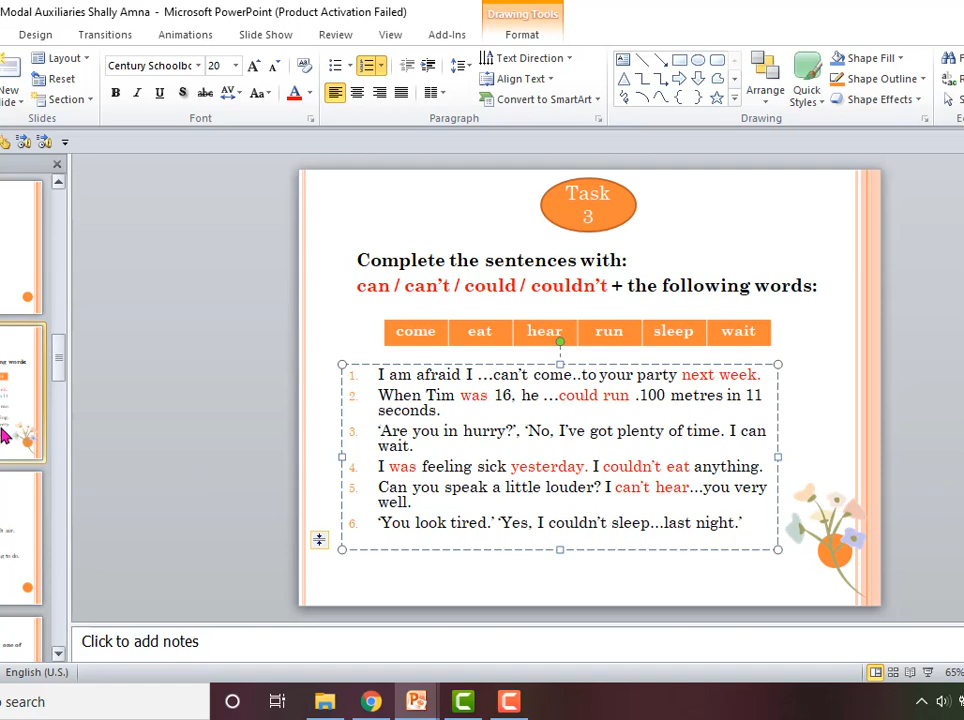 Modal Auxiliaries Shally Amna - Microsoft PowerPoint (Product Activation Failed)
Drawing Tools
Design Transitions Animations Slide Show Review View Add-Ins Format
New
Slide
Layout
Reset
Section
Slides
Century Schoolbo 20
B I U S abc AV Aa A
Font
Text Direction
Align Text
Convert to SmartArt
Paragraph
Arrange
Quick
Styles
Shape Fill
Shape Outline
Shape Effects
Drawing
Task
3
Complete the sentences with:
can / can't / could / couldn't + the following words:
come eat hear run sleep wait
1. I am afraid I …can't come..to your party next week.
2. When Tim was 16, he …could run .100 metres in 11
seconds.
3. 'Are you in hurry?', 'No, I've got plenty of time. I can
wait.
4. I was feeling sick yesterday. I couldn't eat anything.
5. Can you speak a little louder? I can't hear...you very
well.
6. 'You look tired.' 'Yes, I couldn't sleep...last night.'
Click to add notes
English (U.S.)
65%
o search